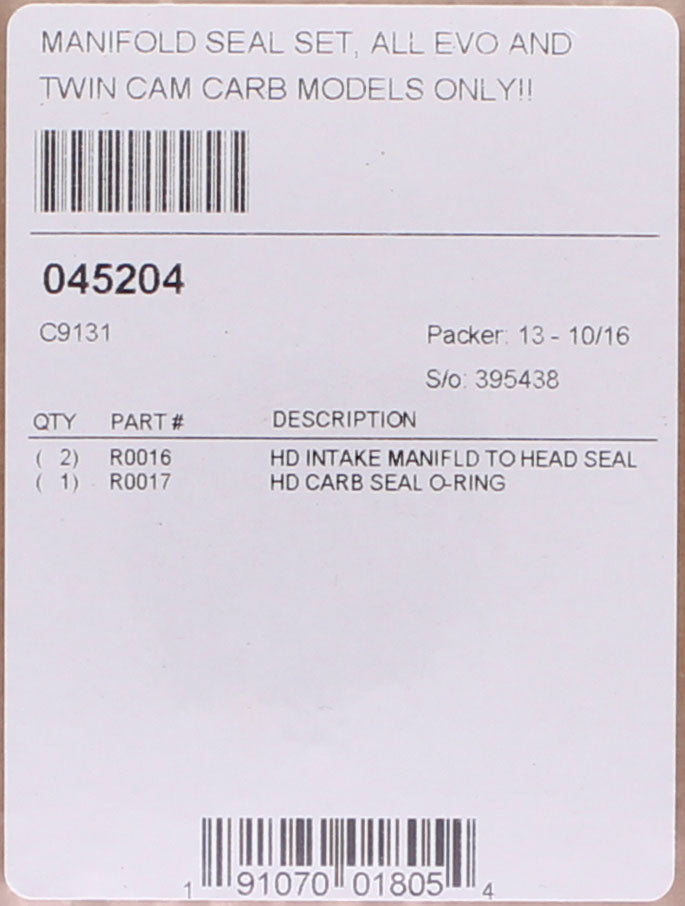 MANIFOLD SEAL SET, ALL EVO AND
TWIN CAM CARB MODELS ONLY!!
045204
C9131
Packer: 13 - 10/16
S/o: 395438
QTY PART # DESCRIPTION
( 2) R0016 HD INTAKE MANIFLD TO HEAD SEAL
( 1) R0017 HD CARB SEAL O-RING
1 91070 01805 4